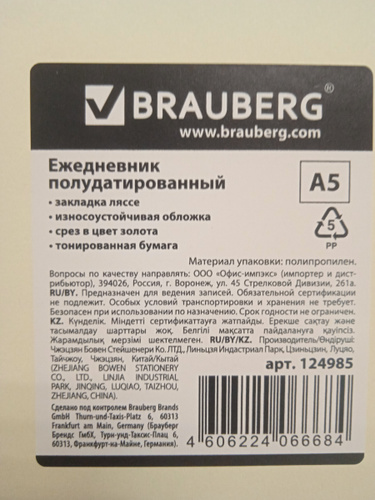 BRAUBERG®
www.brauberg.com
Ежедневник
полудатированный
A5
• закладка ляссе
• износоустойчивая обложка
• срез в цвет золота
• тонированная бумага
5
PP
Материал упаковки: полипропилен.
Вопросы по качеству направлять: ООО «Офис-импэкс» (импортер и дист-
рибьютор), 394026, Россия, г. Воронеж, ул. 45 Стрелковой Дивизии, 261а.
RU/BY. Предназначен для ведения записей. Обязательной сертификации
не подлежит. Особых условий транспортировки и хранения не требует.
Безопасен при использовании по назначению. Срок годности не ограничен.
KZ. Күнделік. Міндетті сертификаттауға жатпайды. Ерекше сақтау және
тасымалдау шарттары жоқ. Белгілі мақсатта пайдалануға қауіпсіз.
Жарамдылық мерзімі шектелмеген. RU/BY/KZ. Производитель/Өндіруші:
Чжэцзян Бовен Стейшенери Ко.ЛТД., Линьцзя Индастриал Парк, Цзиньцзин, Луцяо,
Тайчжоу, Чжэцзян, Китай/Қытай
(ZHEJIANG BOWEN STATIONERY
CO., LTD., LINJIA INDUSTRIAL
PARK, JINQING, LUQIAO, TAIZHOU,
ZHEJIANG, CHINA).
арт. 124985
Сделано под контролем Brauberg Brands
GmbH Thurn-und-Taxis-Platz 6, 60313
Frankfurt am Main, Germany (Брауберг
Брендс ГмбХ, Турн-унд-Таксис-Плац 6,
60313, Франкфурт-на-Майне, Германия).
4 606224 066684